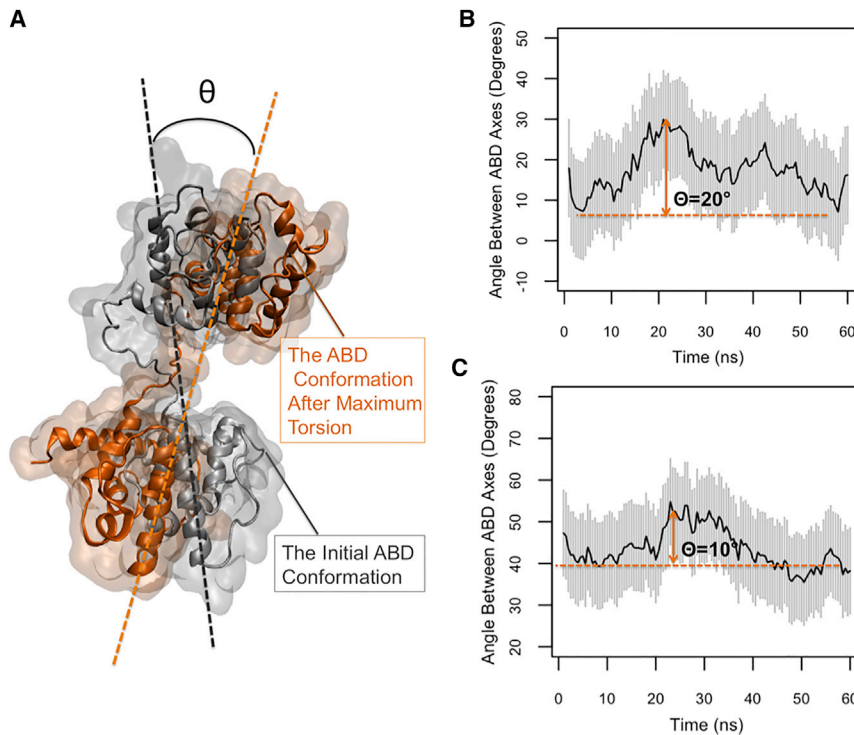 A
θ
The ABD
Conformation
After Maximum
Torsion
The Initial ABD
Conformation
B
Angle Between ABD Axes (Degrees)
50
40
30
20
10
0
-10
Θ=20°
0 10 20 30 40 50 60
Time (ns)
C
Angle Between ABD Axes (Degrees)
80
70
60
50
40
30
20
Θ=10°
0 10 20 30 40 50 60
Time (ns)